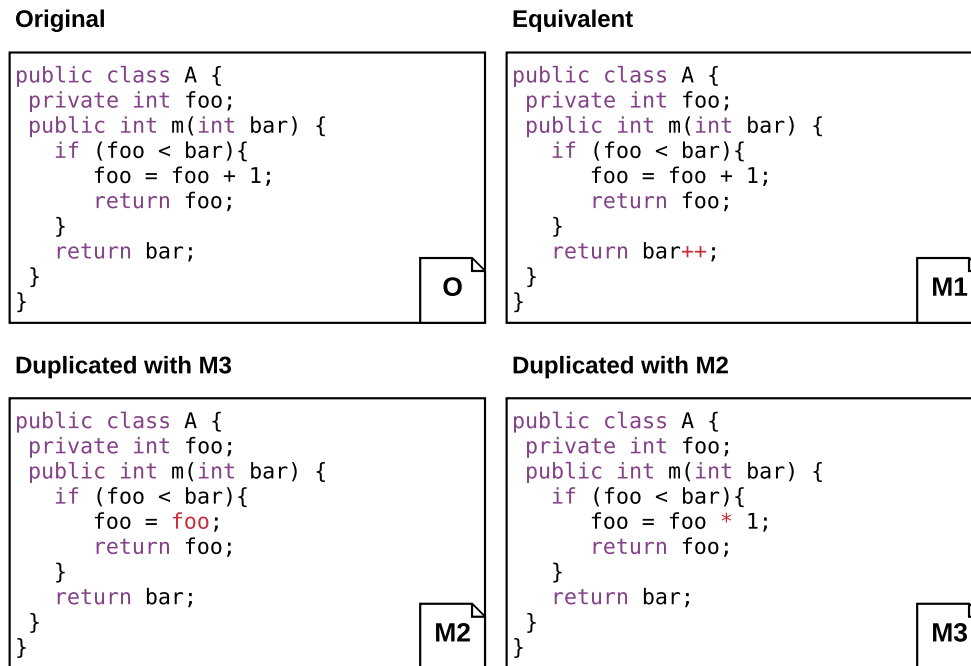 Original
public class A {
private int foo;
public int m(int bar) {
if (foo < bar){
foo = foo + 1;
return foo;
}
return bar;
}
}
O
Equivalent
public class A {
private int foo;
public int m(int bar) {
if (foo < bar){
foo = foo + 1;
return foo;
}
return bar++;
}
}
M1
Duplicated with M3
public class A {
private int foo;
public int m(int bar) {
if (foo < bar){
foo = foo;
return foo;
}
return bar;
}
}
M2
Duplicated with M2
public class A {
private int foo;
public int m(int bar) {
if (foo < bar){
foo = foo * 1;
return foo;
}
return bar;
}
}
M3